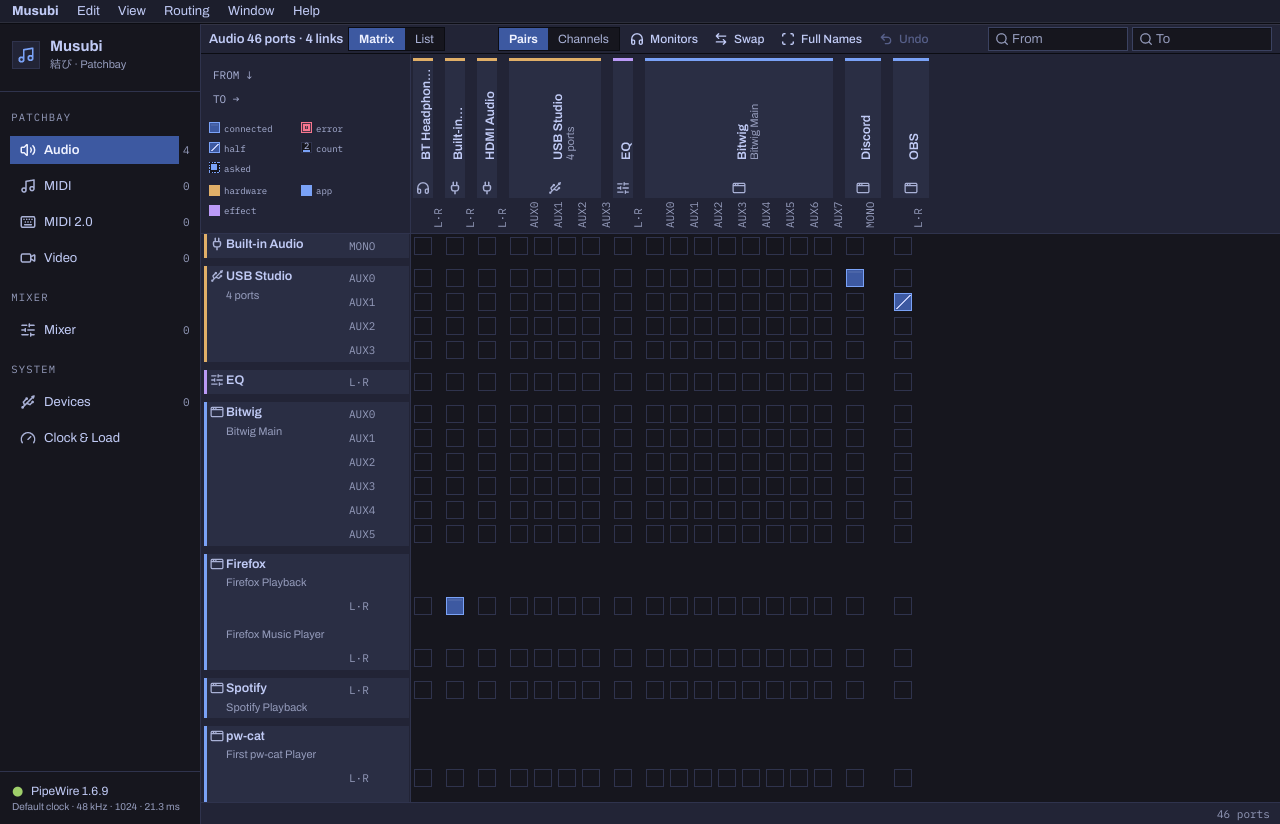 Musubi Edit View Routing Window Help
Musubi
結び · Patchbay
PATCHBAY
Audio 4
MIDI 0
MIDI 2.0 0
Video 0
MIXER
Mixer 0
SYSTEM
Devices 0
Clock & Load
PipeWire 1.6.9
Default clock · 48 kHz · 1024 · 21.3 ms
Audio 46 ports · 4 links Matrix List Pairs Channels Monitors Swap Full Names Undo From To
FROM ↓
TO →
connected error
half 2 count
asked
hardware app
effect
BT Headphon…
Built-in…
HDMI Audio
USB Studio
4 ports
EQ
Bitwig
Bitwig Main
Discord
OBS
L·R L·R L·R AUX0 AUX1 AUX2 AUX3 L·R AUX0 AUX1 AUX2 AUX3 AUX4 AUX5 AUX6 AUX7 MONO L·R
Built-in Audio MONO
USB Studio AUX0
4 ports AUX1
AUX2
AUX3
EQ L·R
Bitwig AUX0
Bitwig Main AUX1
AUX2
AUX3
AUX4
AUX5
Firefox
Firefox Playback
L·R
Firefox Music Player
L·R
Spotify L·R
Spotify Playback
pw-cat
First pw-cat Player
L·R
46 ports